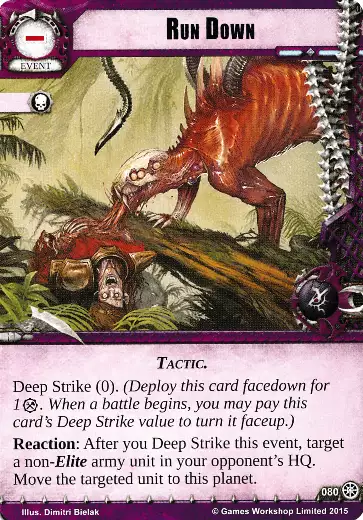 Run Down
EVENT
Tactic.
Deep Strike (0). (Deploy this card facedown for
1. When a battle begins, you may pay this
card's Deep Strike value to turn it faceup.)
Reaction: After you Deep Strike this event, target
a non-Elite army unit in your opponent's HQ.
Move the targeted unit to this planet.
080
Illus. Dimitri Bielak
© Games Workshop Limited 2015